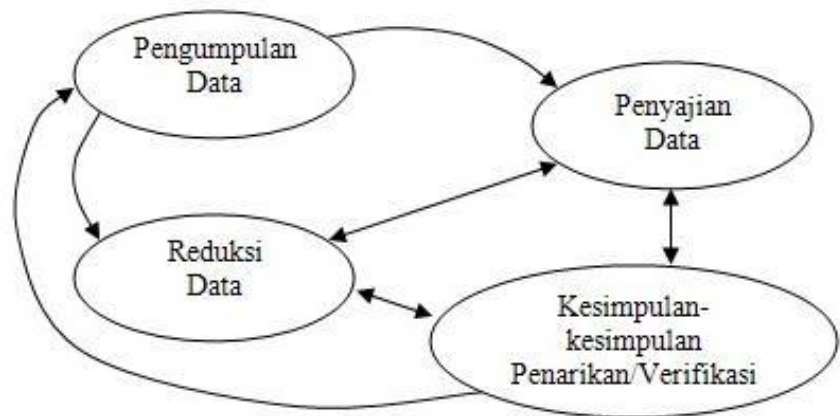 Pengumpulan
Data
Penyajian
Data
Reduksi
Data
Kesimpulan-
kesimpulan
Penarikan/Verifikasi